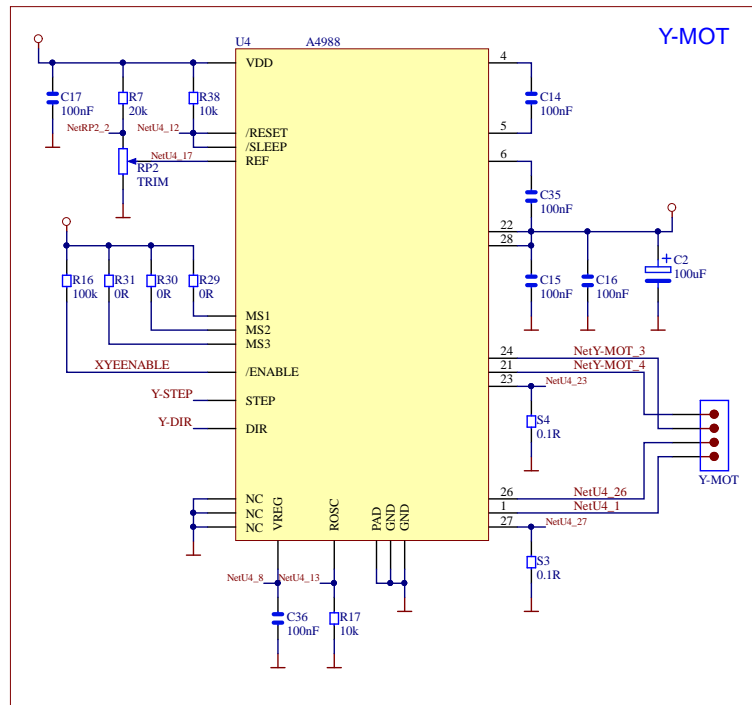 Y-MOT
U4 A4988
VDD
4
C17
100nF
R7
20k
R38
10k
C14
100nF
NetRP2_2
NetU4_12
/RESET
5
/SLEEP
NetU4_17
REF
6
RP2
TRIM
C35
100nF
22
28
C2
100uF
+
R16
100k
R31
0R
R30
0R
R29
0R
C15
100nF
C16
100nF
MS1
MS2
MS3
24
NetY-MOT_3
XYEENABLE
/ENABLE
21
NetY-MOT_4
23
NetU4_23
Y-STEP
STEP
S4
0.1R
Y-DIR
DIR
Y-MOT
NC
NC
NC
VREG
ROSC
PAD
GND
GND
26
NetU4_26
1
NetU4_1
27
NetU4_27
S3
0.1R
NetU4_8
NetU4_13
C36
100nF
R17
10k